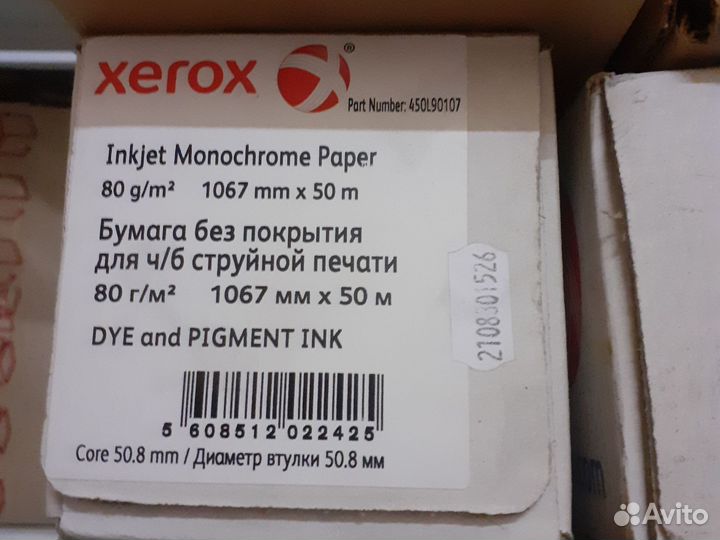 xerox ®
Part Number: 450L90107
Inkjet Monochrome Paper
80 g/m² 1067 mm x 50 m
Бумага без покрытия
для ч/б струйной печати
80 г/м² 1067 мм x 50 м
DYE and PIGMENT INK
5 608512 022425
Core 50.8 mm / Диаметр втулки 50.8 мм
2108301526
Avito